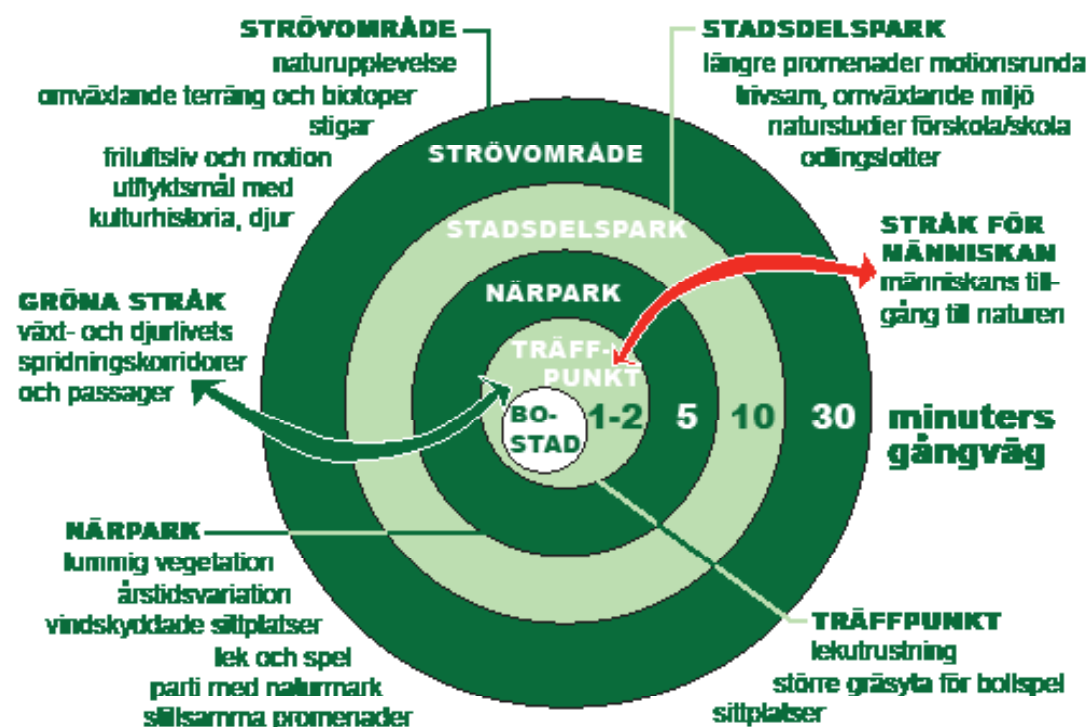 STRÖVOMRÅDE
naturupplevelse
omväxlande terräng och biotoper
stigar
friluftsliv och motion
utflyktsmål med
kulturhistoria, djur
STADSDELSPARK
längre promenader motionsrunda
trivsam, omväxlande miljö
naturstudier förskola/skola
odlingslotter
STRÖVOMRÅDE
STADSDELSPARK
NÄRPARK
TRÄFF-
PUNKT
BO-
STAD
1-2
5
10
30
minuters
gångväg
STRÅK FÖR
MÄNNISKAN
människans till-
gång till naturen
GRÖNA STRÅK
växt- och djurlivets
spridningskorridorer
och passager
NÄRPARK
lummig vegetation
årstidsvariation
vindskyddade sittplatser
lek och spel
parti med naturmark
stillsamma promenader
TRÄFFPUNKT
lekutrustning
större gräsyta för bollspel
sittplatser